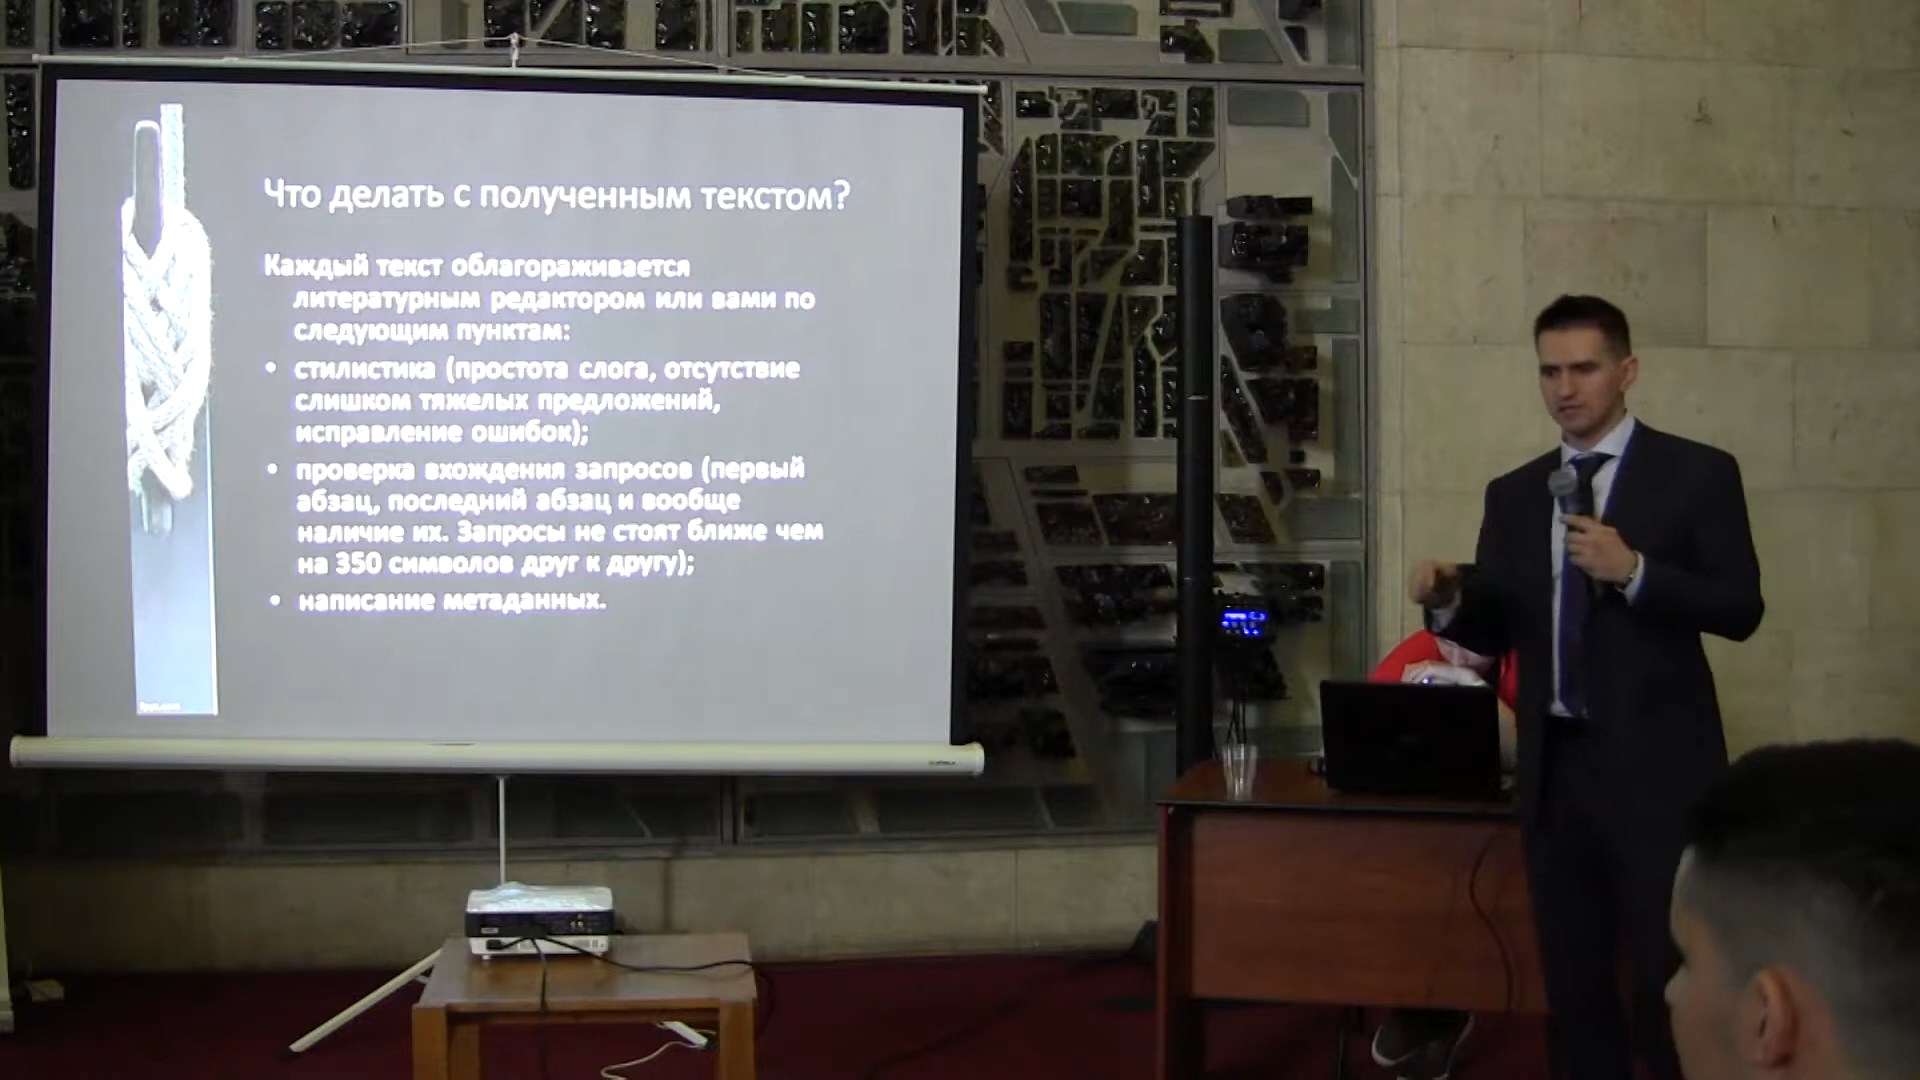 Что делать с полученным текстом?
Каждый текст облагораживается
литературным редактором или вами по
следующим пунктам:
• стилистика (простота слога, отсутствие
слишком тяжелых предложений,
исправление ошибок);
• проверка вхождения запросов (первый
абзац, последний абзац и вообще
наличие их. Запросы не стоят ближе чем
на 350 символов друг к другу);
• написание метаданных.